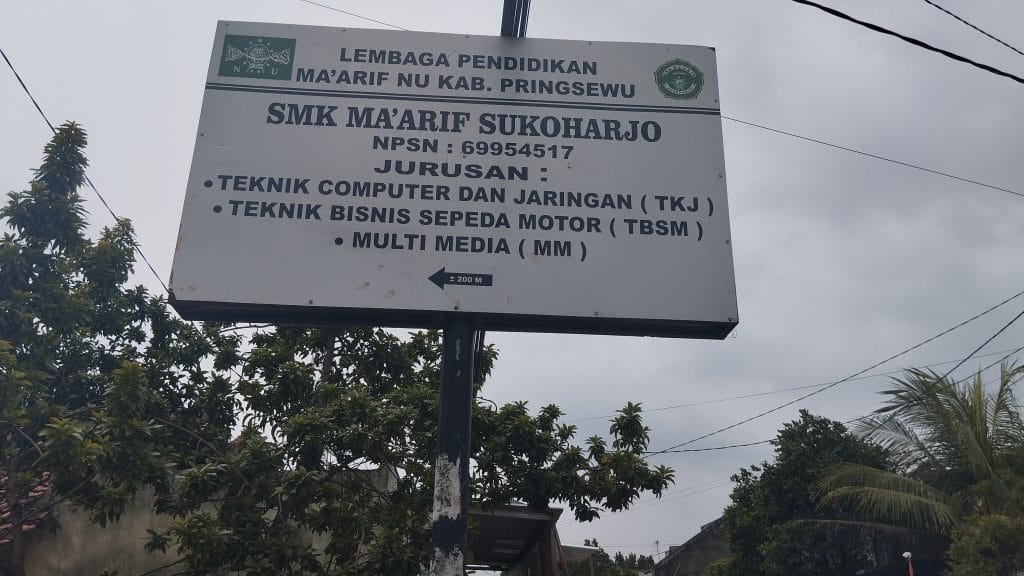 LEMBAGA PENDIDIKAN
MA'ARIF NU KAB. PRINGSEWU
SMK MA'ARIF SUKOHARJO
NPSN : 69954517
JURUSAN :
• TEKNIK COMPUTER DAN JARINGAN ( TKJ )
• TEKNIK BISNIS SEPEDA MOTOR ( TBSM )
• MULTI MEDIA ( MM )
± 200 M